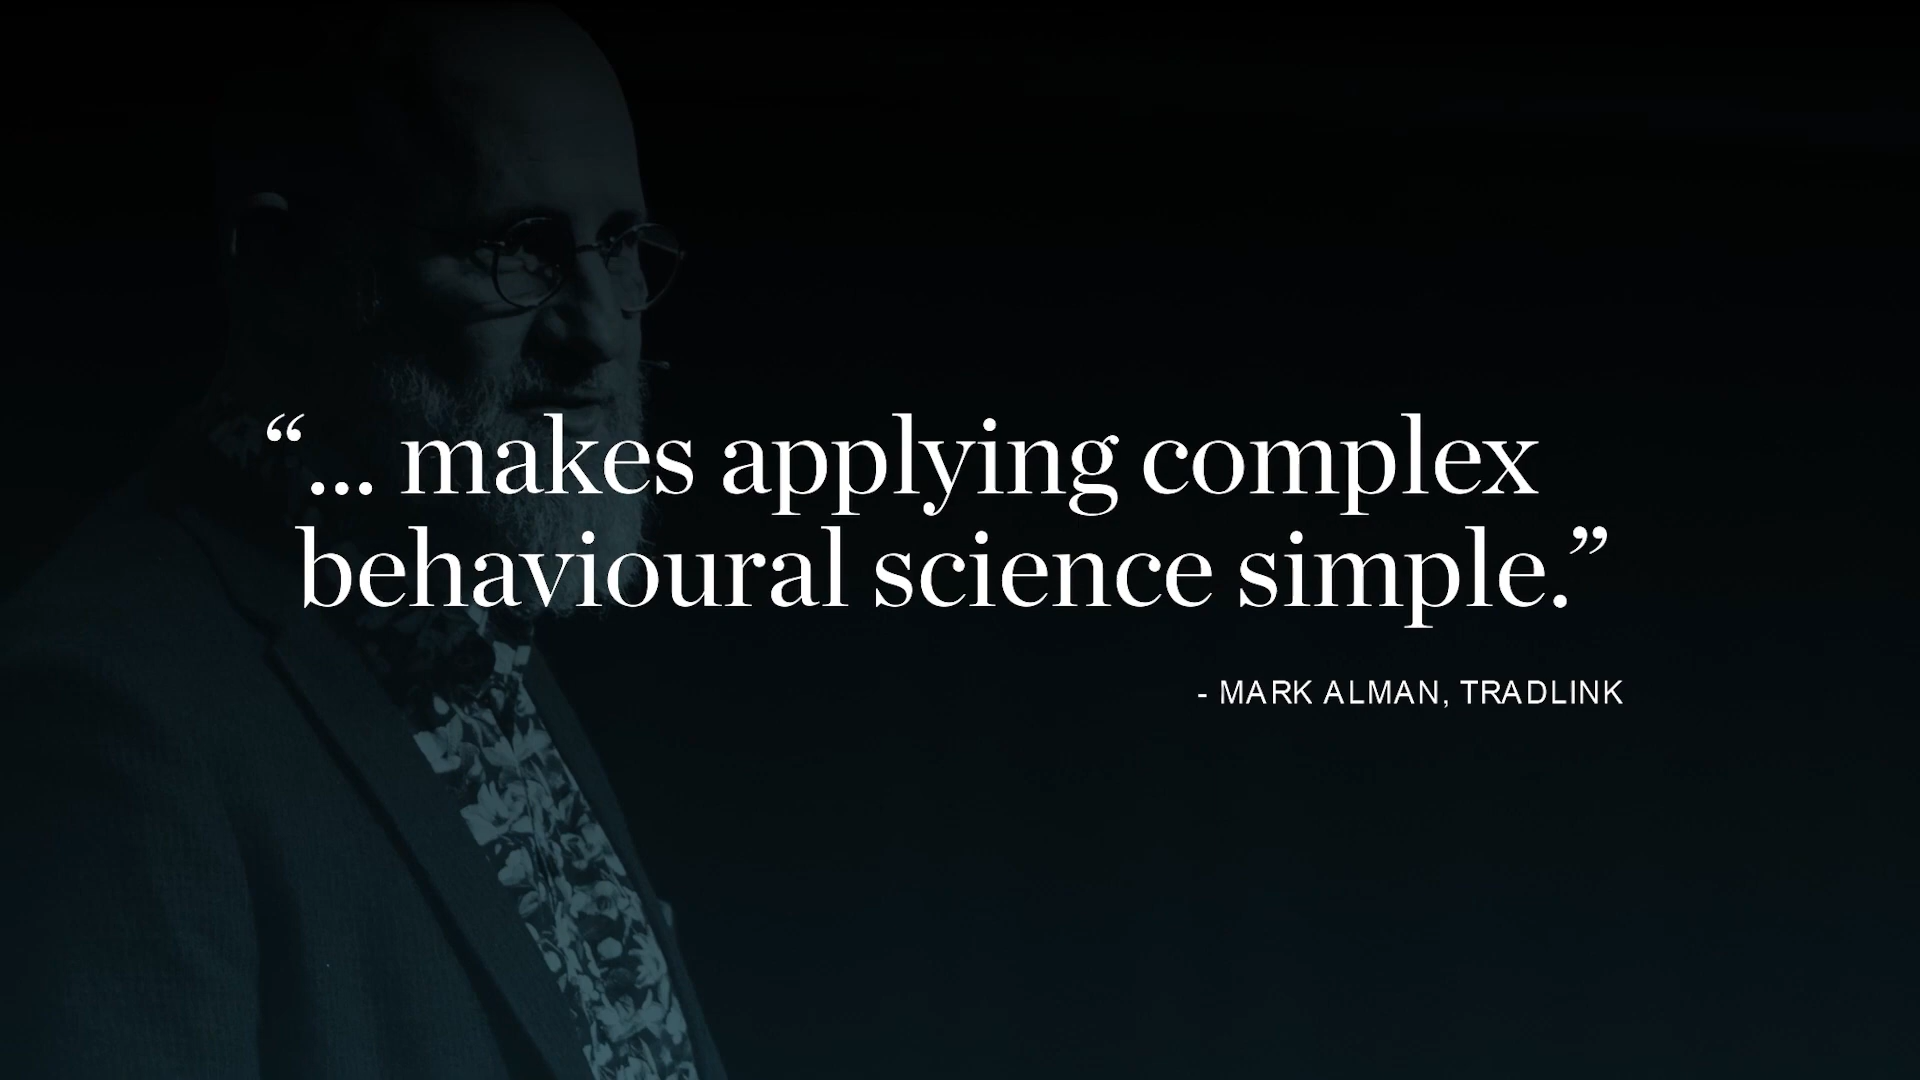 “... makes applying complex
behavioural science simple.”
- MARK ALMAN, TRADLINK